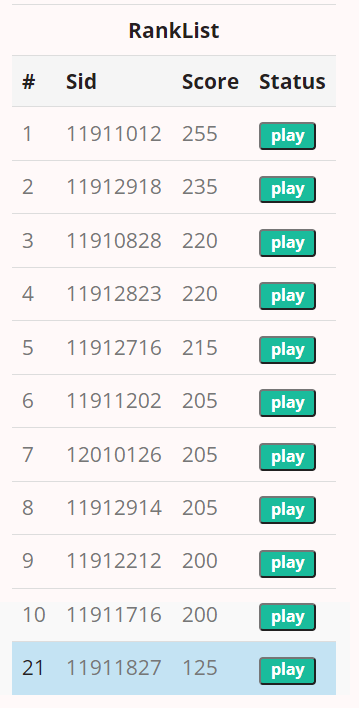 RankList
# Sid Score Status
1 11911012 255 play
2 11912918 235 play
3 11910828 220 play
4 11912823 220 play
5 11912716 215 play
6 11911202 205 play
7 12010126 205 play
8 11912914 205 play
9 11912212 200 play
10 11911716 200 play
21 11911827 125 play